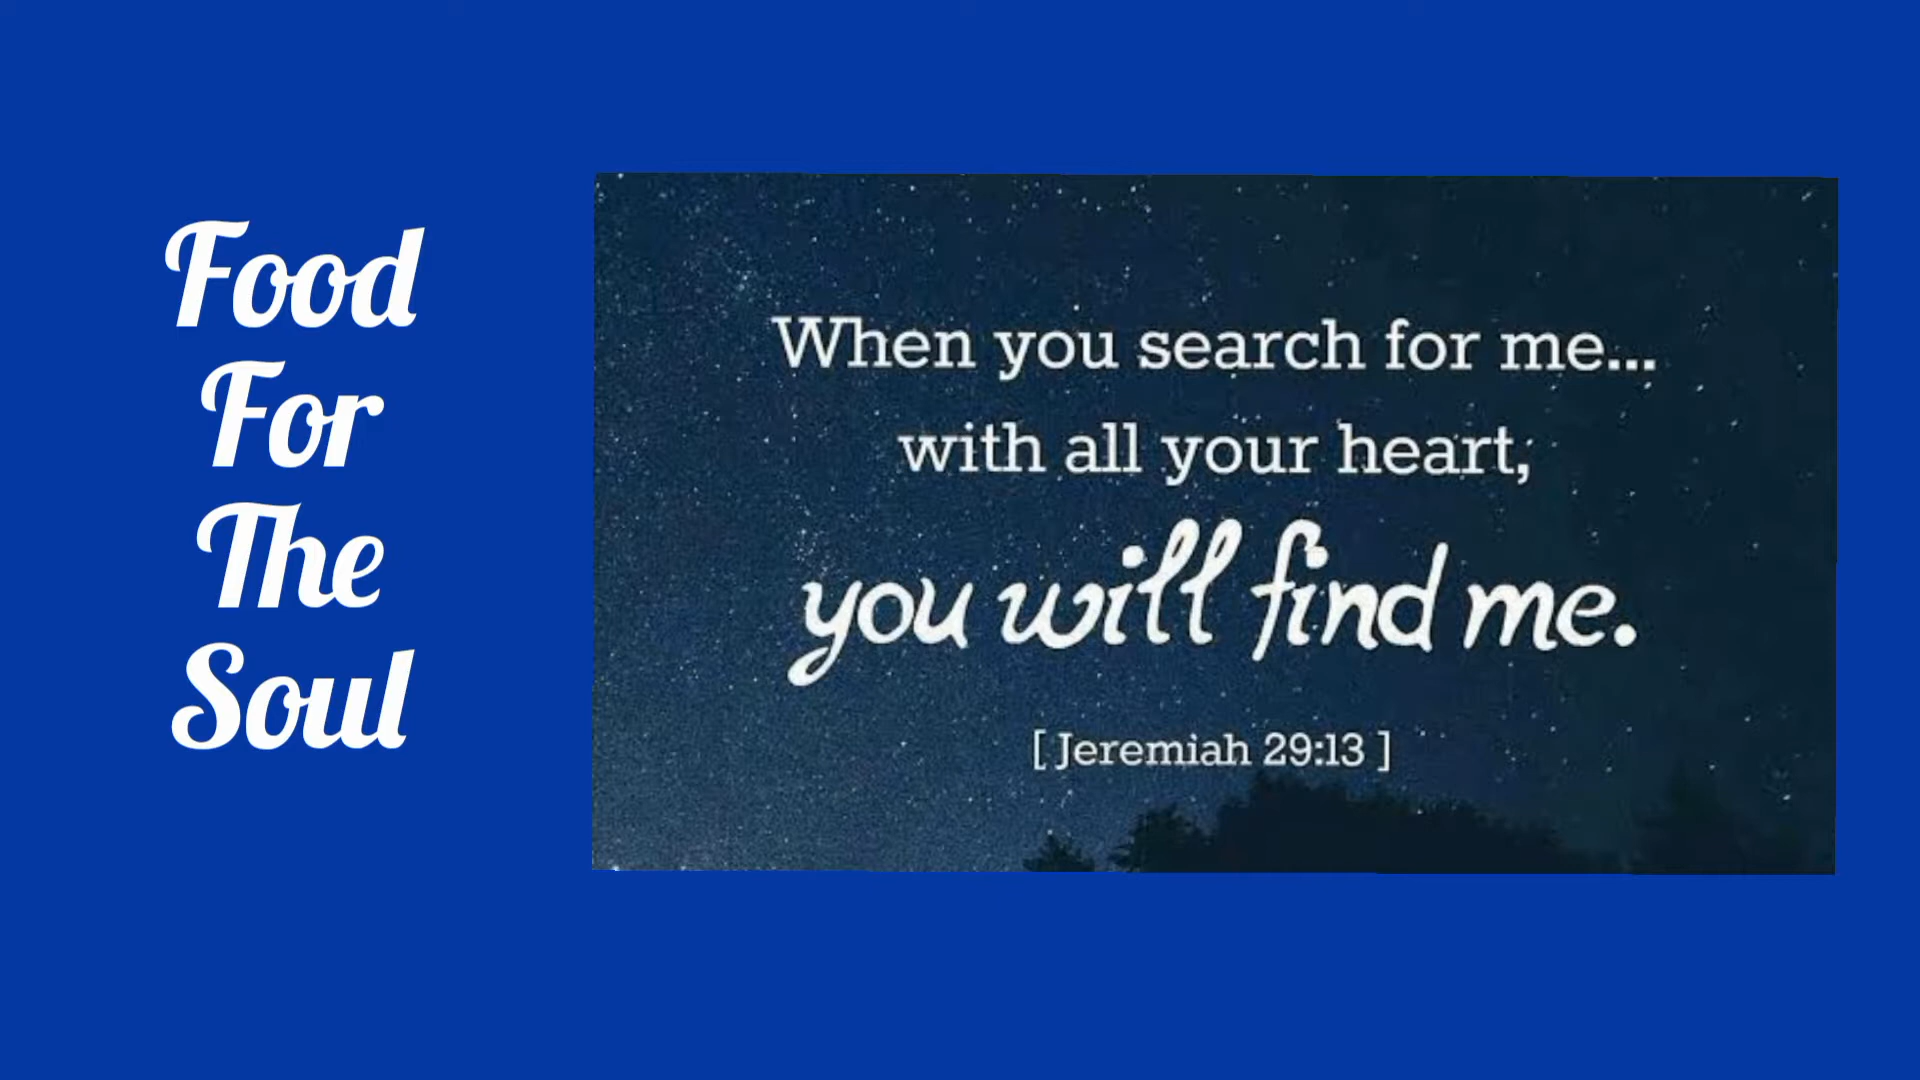 Food
For
The
Soul
When you search for me...
with all your heart,
you will find me.
[ Jeremiah 29:13 ]